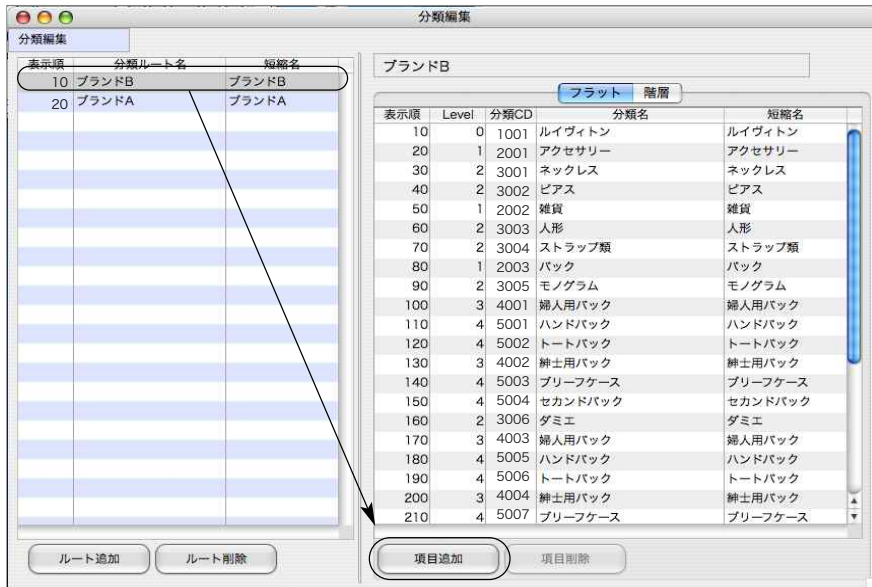 分類編集
分類編集
表示順 分類ルート名 短縮名
10 ブランドB ブランドB
20 ブランドA ブランドA
ルート追加 ルート削除
ブランドB
フラット 階層
表示順 Level 分類CD 分類名 短縮名
10 0 1001 ルイヴィトン ルイヴィトン
20 1 2001 アクセサリー アクセサリー
30 2 3001 ネックレス ネックレス
40 2 3002 ピアス ピアス
50 1 2002 雑貨 雑貨
60 2 3003 人形 人形
70 2 3004 ストラップ類 ストラップ類
80 1 2003 バック バック
90 2 3005 モノグラム モノグラム
100 3 4001 婦人用バック 婦人用バック
110 4 5001 ハンドバック ハンドバック
120 4 5002 トートバック トートバック
130 3 4002 紳士用バック 紳士用バック
140 4 5003 ブリーフケース ブリーフケース
150 4 5004 セカンドバック セカンドバック
160 2 3006 ダミエ ダミエ
170 3 4003 婦人用バック 婦人用バック
180 4 5005 ハンドバック ハンドバック
190 4 5006 トートバック トートバック
200 3 4004 紳士用バック 紳士用バック
210 4 5007 ブリーフケース ブリーフケース
項目追加 項目削除